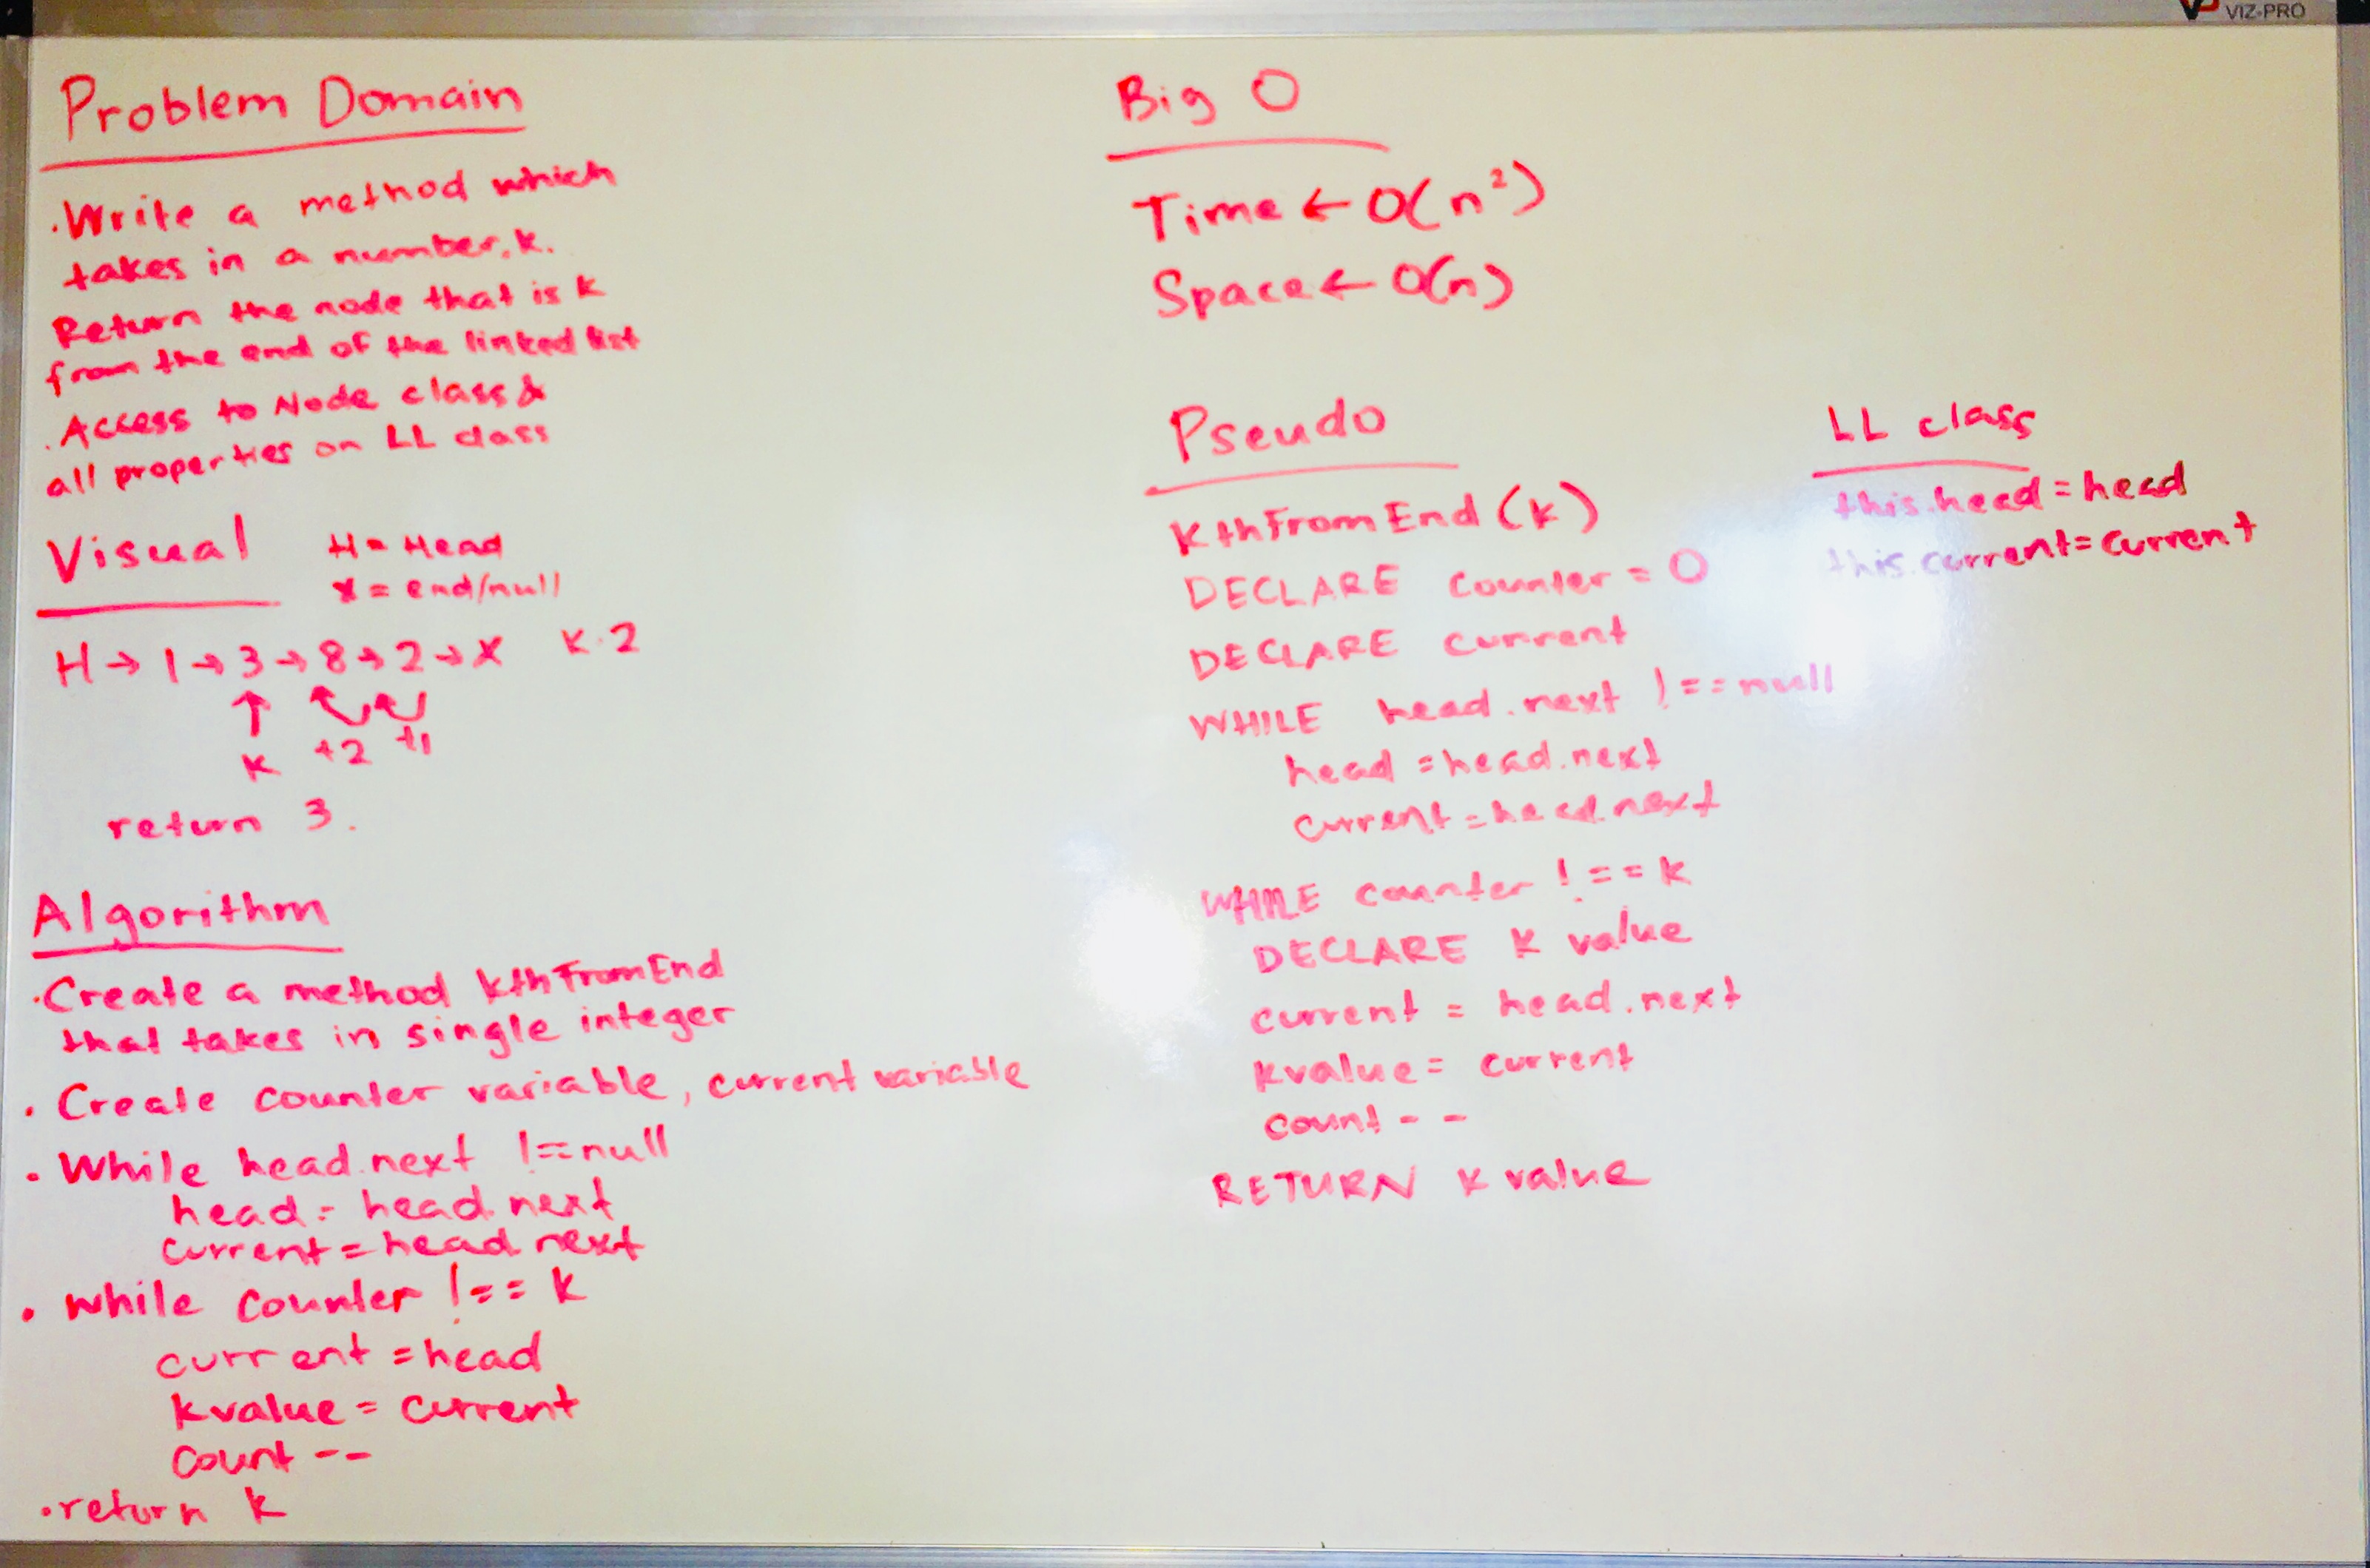 VIZ-PRO
Problem Domain
. Write a method which
takes in a number, k.
Return the node that is k
from the end of the linked list
. Access to Node class &
all properties on LL class
Visual
H = Head
X = end/null
H → 1 → 3 → 8 → 2 → X K. 2
K +2 +1
return 3.
Algorithm
. Create a method kthFromEnd
that takes in single integer
. Create counter variable, current variable
. While head.next !== null
head = head.next
current = head.next
. while counter !== k
current = head
kvalue = current
count --
. return k
Big O
Time ← O(n²)
Space ← O(n)
Pseudo
KthFromEnd (k)
DECLARE counter = 0
DECLARE current
WHILE head.next !== null
head = head.next
current = head.next
WHILE counter !== k
DECLARE k value
current = head.next
kvalue = current
count - -
RETURN k value
LL class
this.head = head
this.current = current